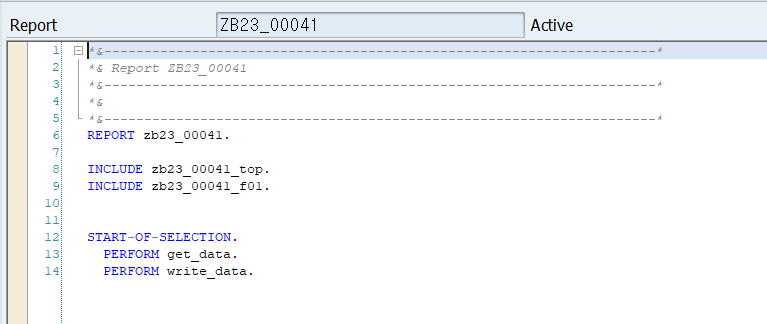 Report ZB23_00041 Active
1 *&---------------------------------------------------------------------*
2 *& Report ZB23_00041
3 *&---------------------------------------------------------------------*
4 *&
5 *&---------------------------------------------------------------------*
6 REPORT zb23_00041.
7
8 INCLUDE zb23_00041_top.
9 INCLUDE zb23_00041_f01.
10
11
12 START-OF-SELECTION.
13 PERFORM get_data.
14 PERFORM write_data.